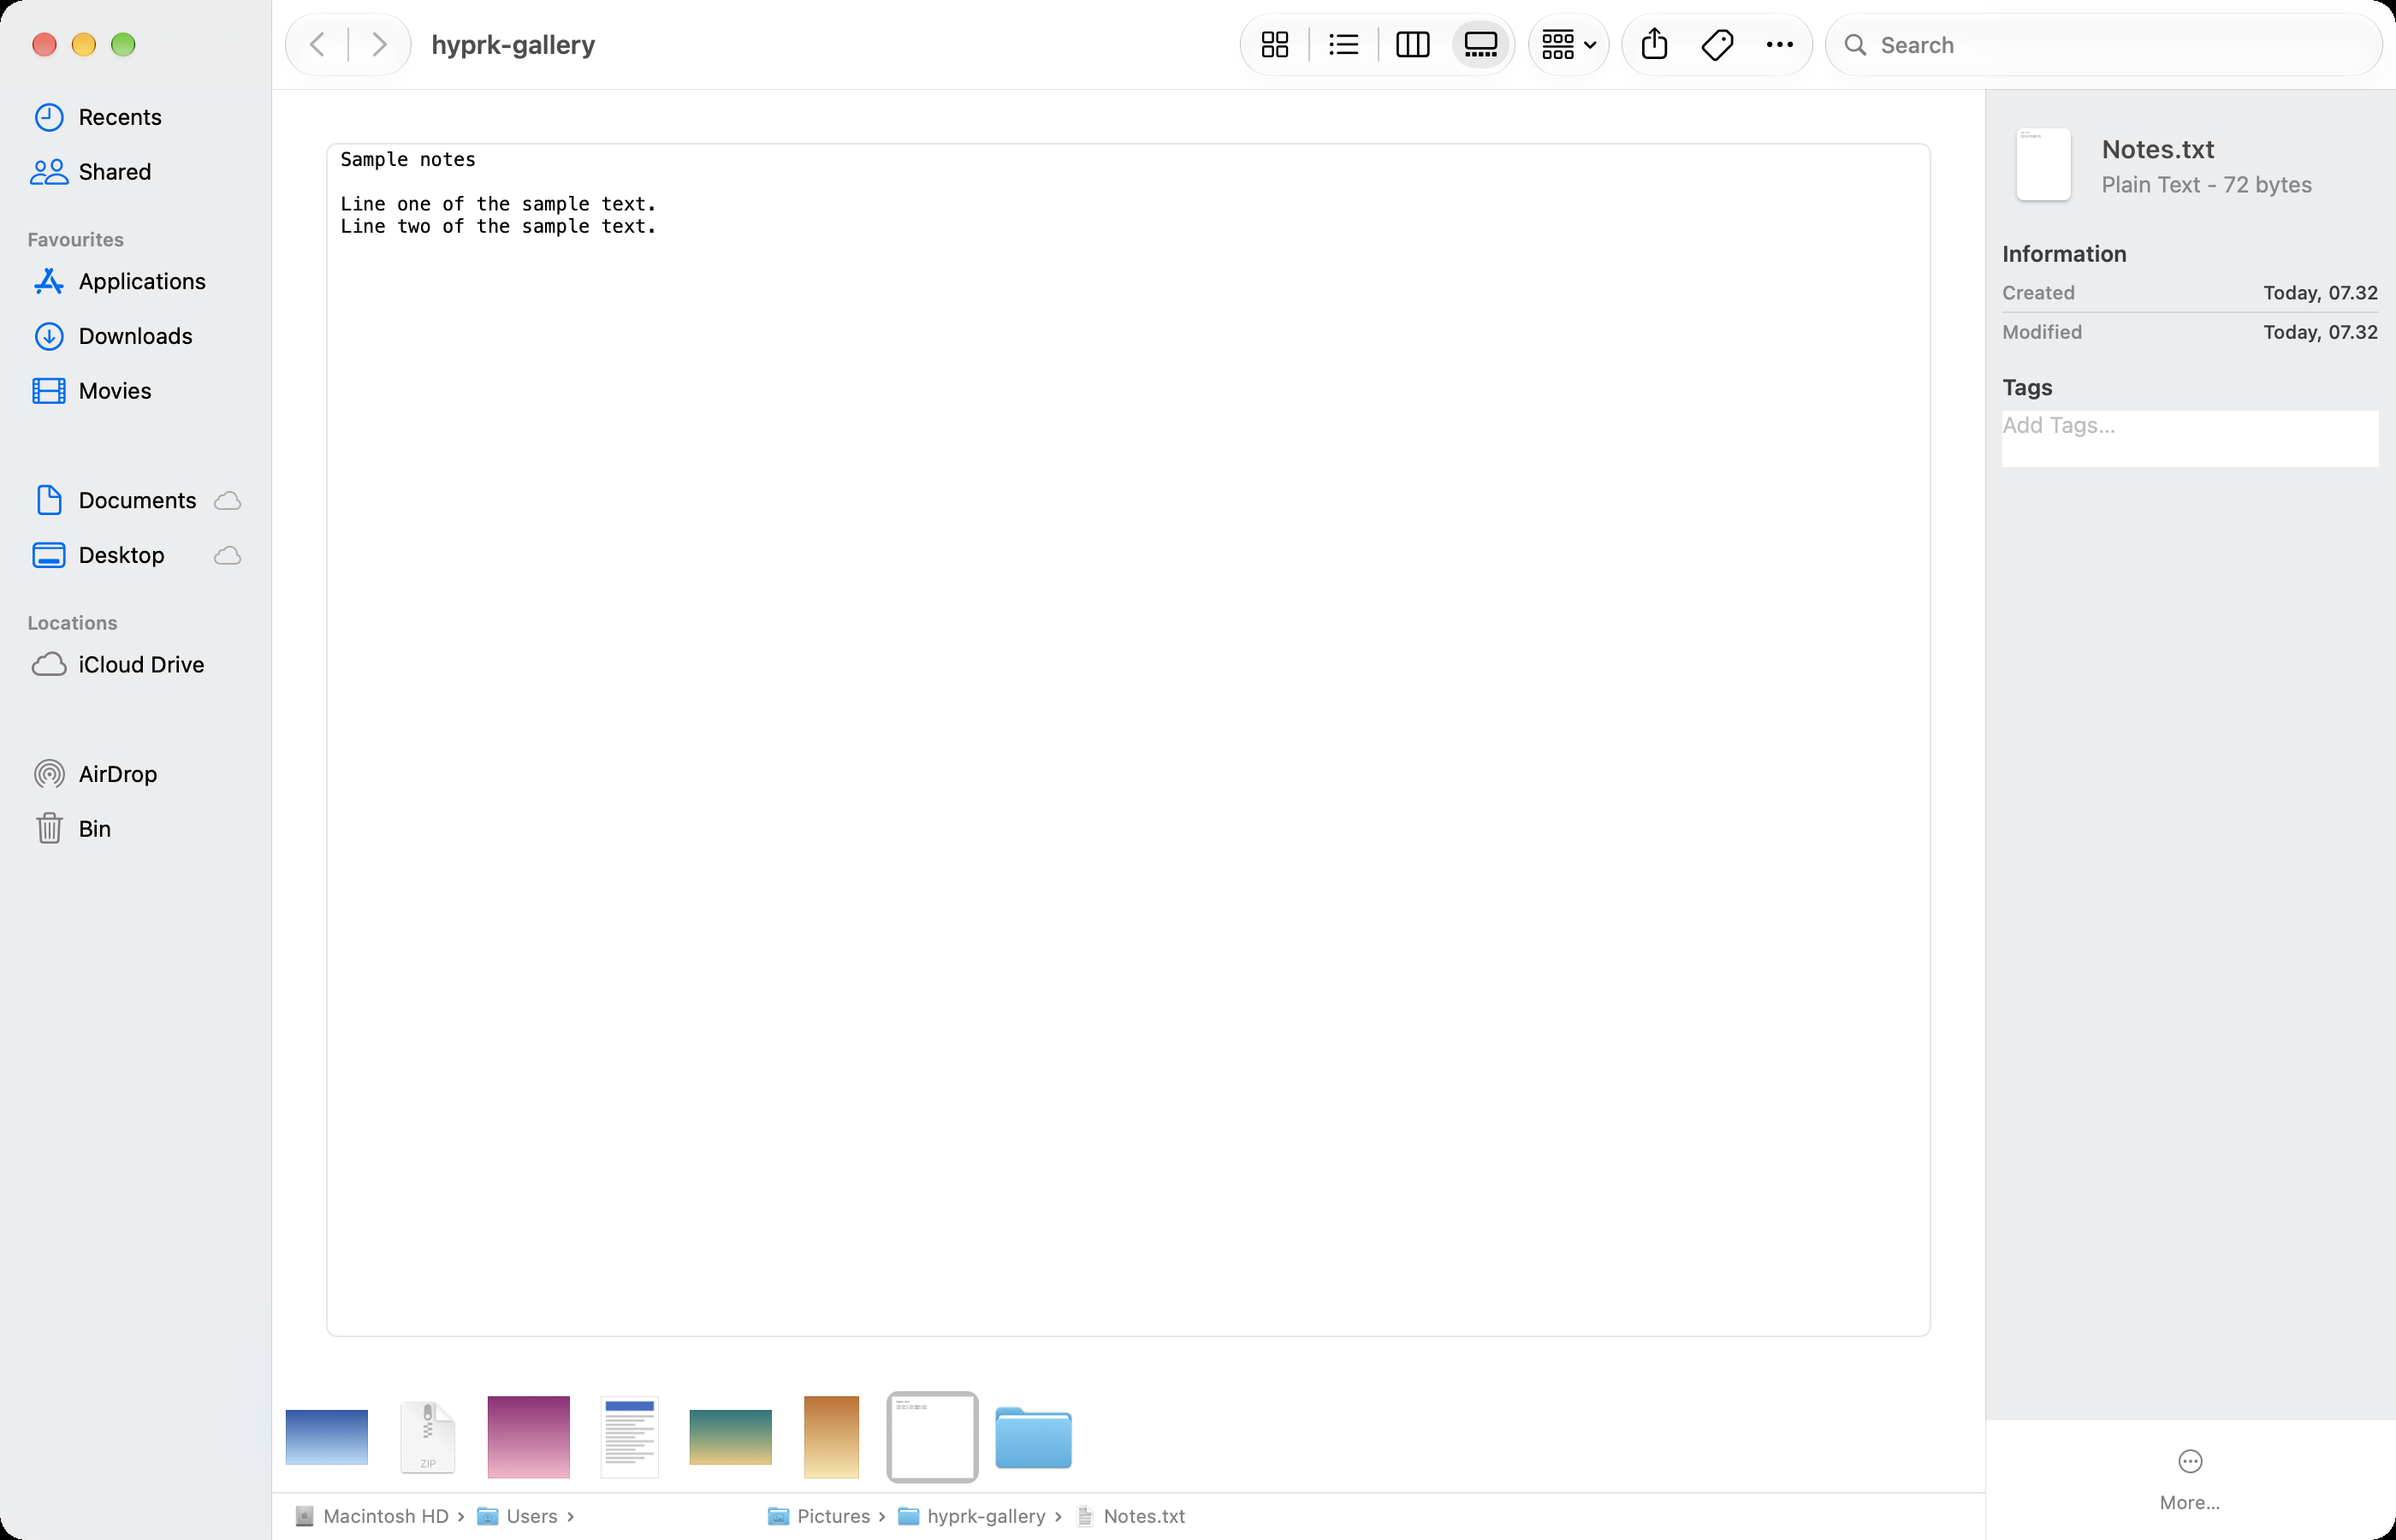 hyprk-gallery
Search
Recents
Shared
Favourites
Applications
Downloads
Movies
Documents
Desktop
Locations
iCloud Drive
AirDrop
Bin
Sample notes
Line one of the sample text.
Line two of the sample text.
Notes.txt
Plain Text - 72 bytes
Information
Created Today, 07.32
Modified Today, 07.32
Tags
Add Tags...
More...
ZIP
Macintosh HD › Users › Pictures › hyprk-gallery › Notes.txt